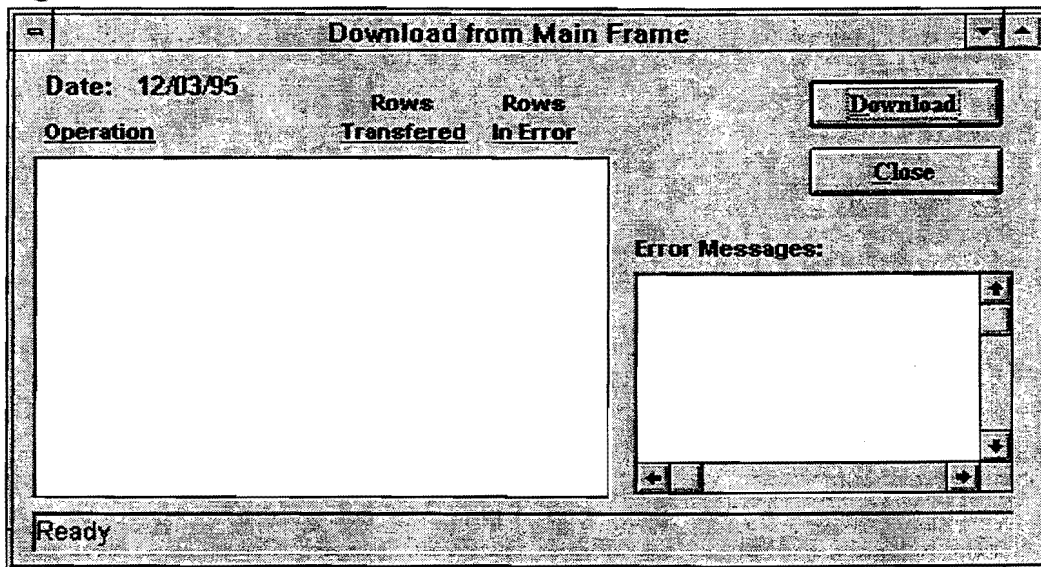 Download from Main Frame
Date: 12/03/95
Rows Rows
Operation Transfered In Error
Download
Close
Error Messages:
Ready